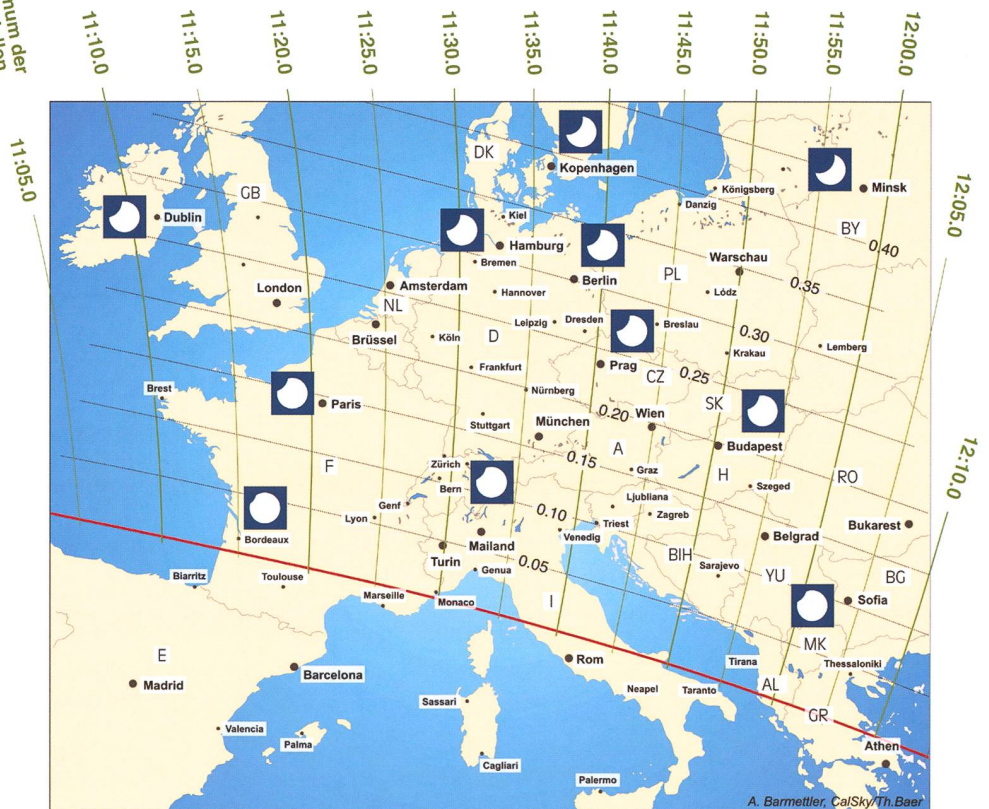 mum der
11:05.0
11:10.0
11:15.0
11:20.0
11:25.0
11:30.0
11:35.0
11:40.0
11:45.0
11:50.0
11:55.0
12:00.0
12:05.0
12:10.0
DK
Kopenhagen
Königsberg
Minsk
GB
Danzig
Dublin
Kiel
BY
0.40
Hamburg
Bremen
Warschau
PL
0.35
London
Amsterdam
Berlin
Hannover
Lódz
NL
Brüssel
Köln
D
Leipzig
Dresden
Breslau
0.30
Lemberg
Krakau
Frankfurt
Prag
CZ
0.25
Brest
Paris
Nürnberg
0.20
Wien
SK
Stuttgart
München
Budapest
F
Zürich
0.15
A
Graz
H
RO
Bern
Szeged
Genf
Ljubliana
Lyon
0.10
Triest
Zagreb
Bukarest
Bordeaux
Mailand
Venedig
Belgrad
Turin
0.05
BIH
Sarajevo
Biarritz
Toulouse
Genua
YU
BG
Marseille
Monaco
I
Sofia
MK
E
Rom
Tirana
Thessaloniki
Madrid
Barcelona
Neapel
Taranto
AL
Sassari
GR
Valencia
Palma
Athen
Cagliari
Palermo
A. Barmettler, CalSky/Th.Baer